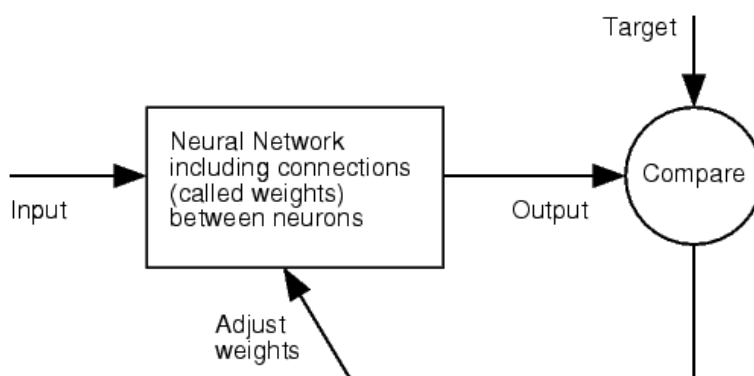 Target
Neural Network
including connections
(called weights)
between neurons
Compare
Input
Output
Adjust
weights